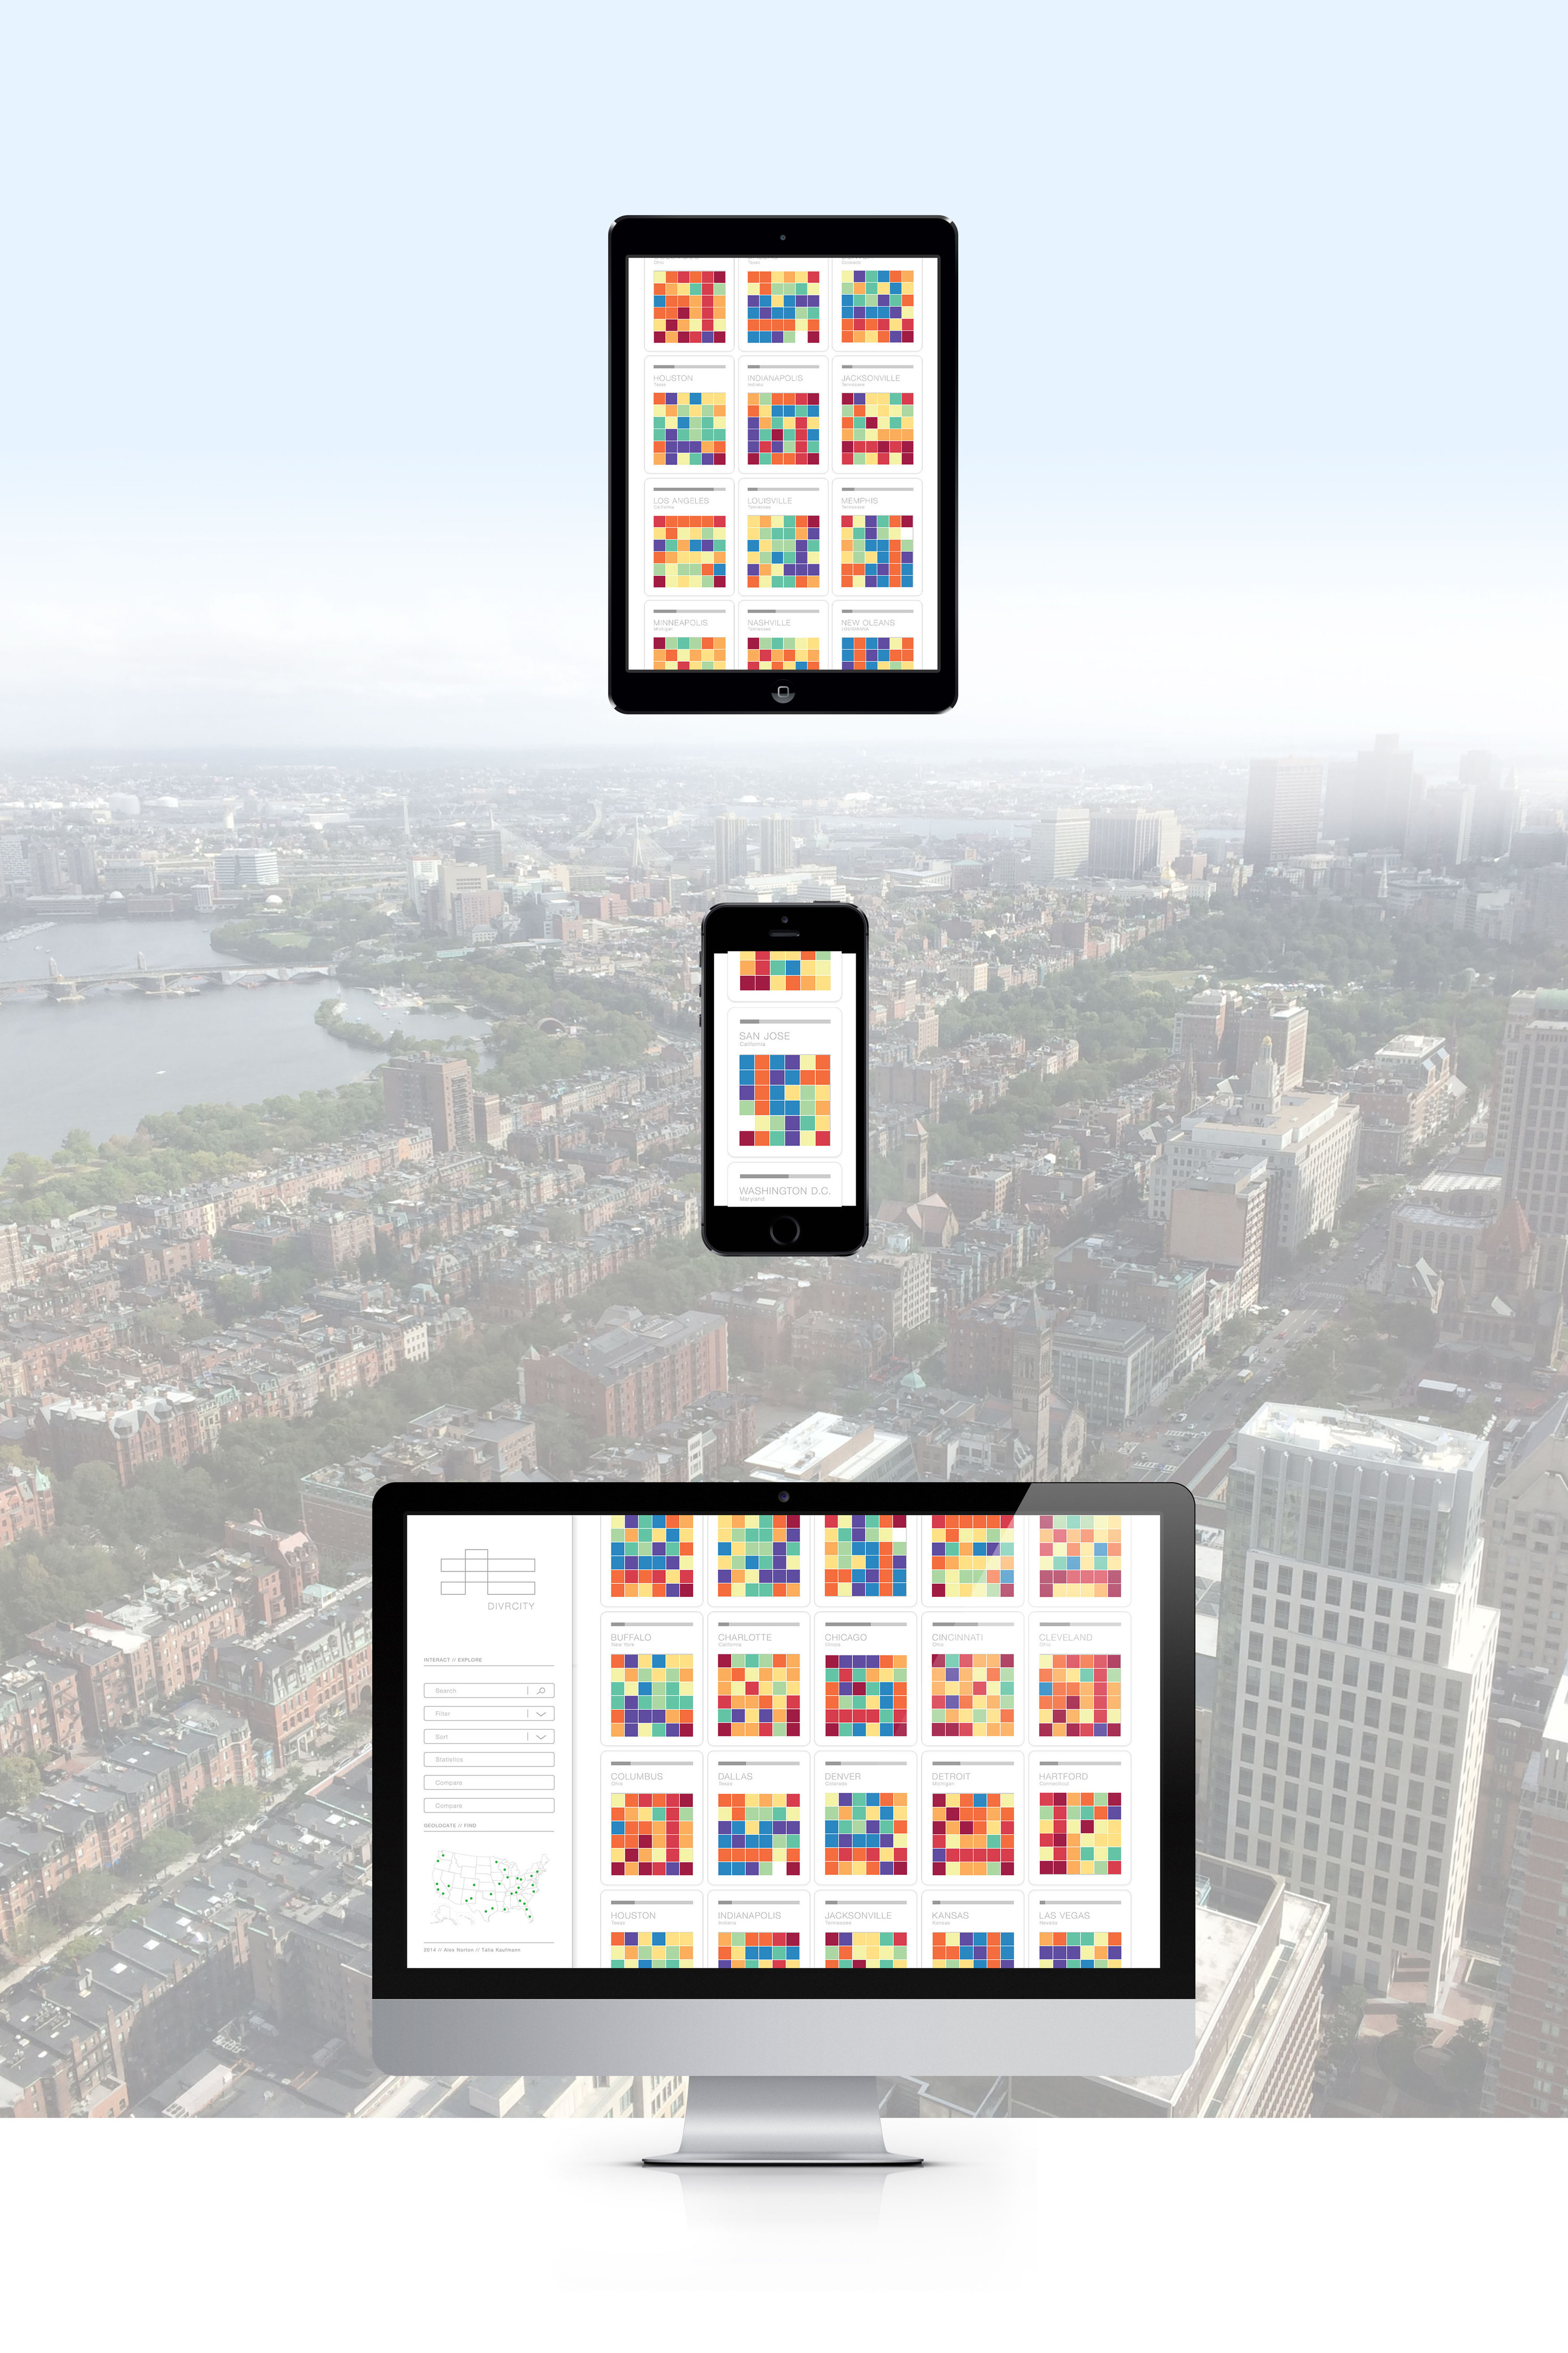 Ohio
Texas
Colorado
HOUSTON
Texas
INDIANAPOLIS
Indiana
JACKSONVILLE
Tennessee
LOS ANGELES
California
LOUISVILLE
Tennessee
MEMPHIS
Tennessee
MINNEAPOLIS
Michigan
NASHVILLE
Tennessee
NEW OLEANS
SAN JOSE
California
WASHINGTON D.C.
Maryland
DIVRCITY
INTERACT // EXPLORE
Search
Filter
Sort
Statistics
Compare
Compare
GEOLOCATE // FIND
2014 // Alex Norton // Talia Kaufmann
BUFFALO
New York
CHARLOTTE
California
CHICAGO
Illinois
CINCINNATI
Ohio
CLEVELAND
Ohio
COLUMBUS
Ohio
DALLAS
Texas
DENVER
Colorado
DETROIT
Michigan
HARTFORD
Connecticut
HOUSTON
Texas
INDIANAPOLIS
Indiana
JACKSONVILLE
Tennessee
KANSAS
Kansas
LAS VEGAS
Nevada